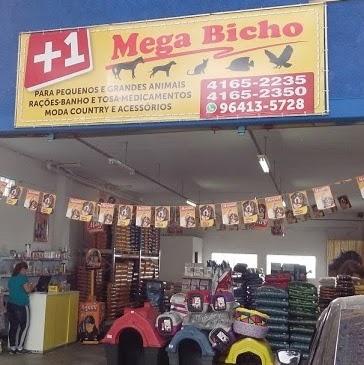 +1 Mega Bicho
PARA PEQUENOS E GRANDES ANIMAIS
RAÇÕES-BANHO E TOSA-MEDICAMENTOS
MODA COUNTRY E ACESSÓRIOS
4165-2235
4165-2350
96413-5728